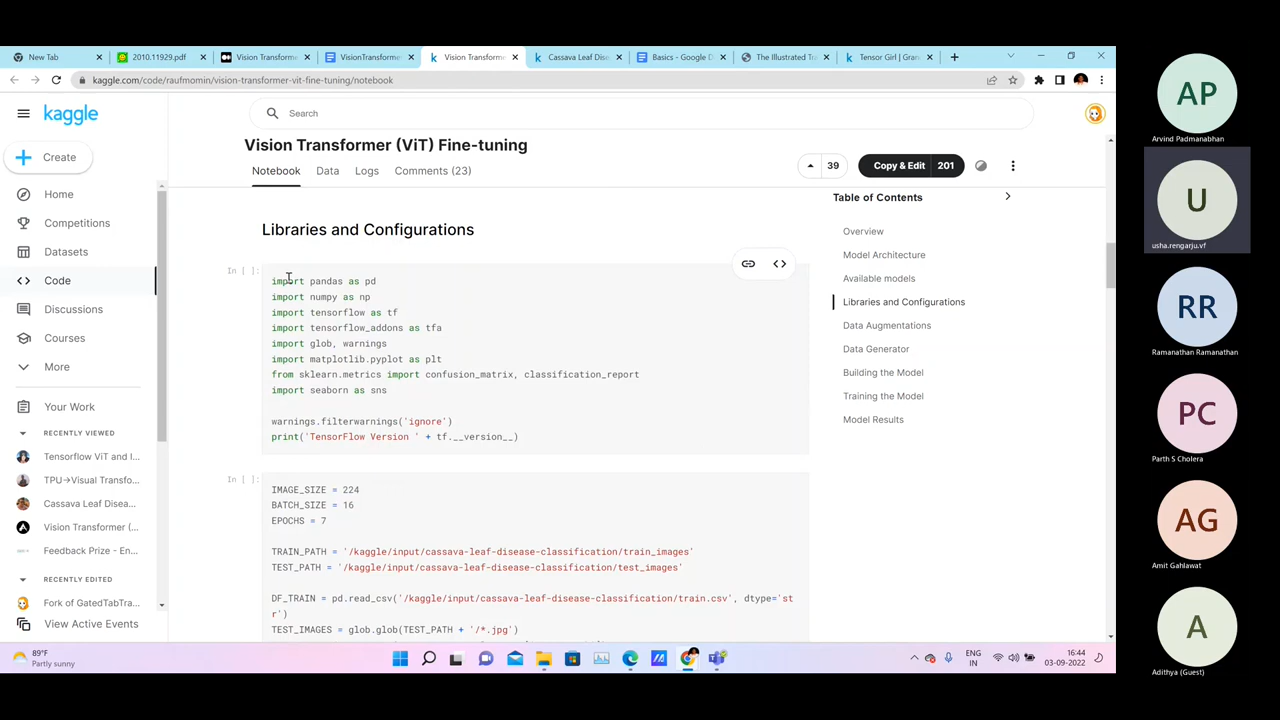 New Tab
2010.11929.pdf
Vision Transform
VisionTransforme
Vision Transforme
Cassava Leaf Dise
Basics - Google D
The Illustrated Tra
Tensor Girl | Gran
kaggle.com/code/raufmomin/vision-transformer-vit-fine-tuning/notebook
kaggle
Search
Create
Home
Competitions
Datasets
Code
Discussions
Courses
More
Your Work
RECENTLY VIEWED
Tensorflow ViT and I...
TPU→Visual Transfo...
Cassava Leaf Disea...
Vision Transformer (...
Feedback Prize - En...
RECENTLY EDITED
Fork of GatedTabTra...
View Active Events
Vision Transformer (ViT) Fine-tuning
39
Copy & Edit 201
Notebook
Data
Logs
Comments (23)
Libraries and Configurations
In [ ]:
import pandas as pd
import numpy as np
import tensorflow as tf
import tensorflow_addons as tfa
import glob, warnings
import matplotlib.pyplot as plt
from sklearn.metrics import confusion_matrix, classification_report
import seaborn as sns
warnings.filterwarnings('ignore')
print('TensorFlow Version ' + tf.__version__)
In [ ]:
IMAGE_SIZE = 224
BATCH_SIZE = 16
EPOCHS = 7
TRAIN_PATH = '/kaggle/input/cassava-leaf-disease-classification/train_images'
TEST_PATH = '/kaggle/input/cassava-leaf-disease-classification/test_images'
DF_TRAIN = pd.read_csv('/kaggle/input/cassava-leaf-disease-classification/train.csv', dtype='st
r')
TEST_IMAGES = glob.glob(TEST_PATH + '/*.jpg')
Table of Contents
Overview
Model Architecture
Available models
Libraries and Configurations
Data Augmentations
Data Generator
Building the Model
Training the Model
Model Results
89°F
Partly sunny
ENG
IN
16:44
03-09-2022
AP
Arvind Padmanabhan
U
usha.rengarju.vf
RR
Ramanathan Ramanathan
PC
Parth S Cholera
AG
Amit Gahlawat
A
Adithya (Guest)